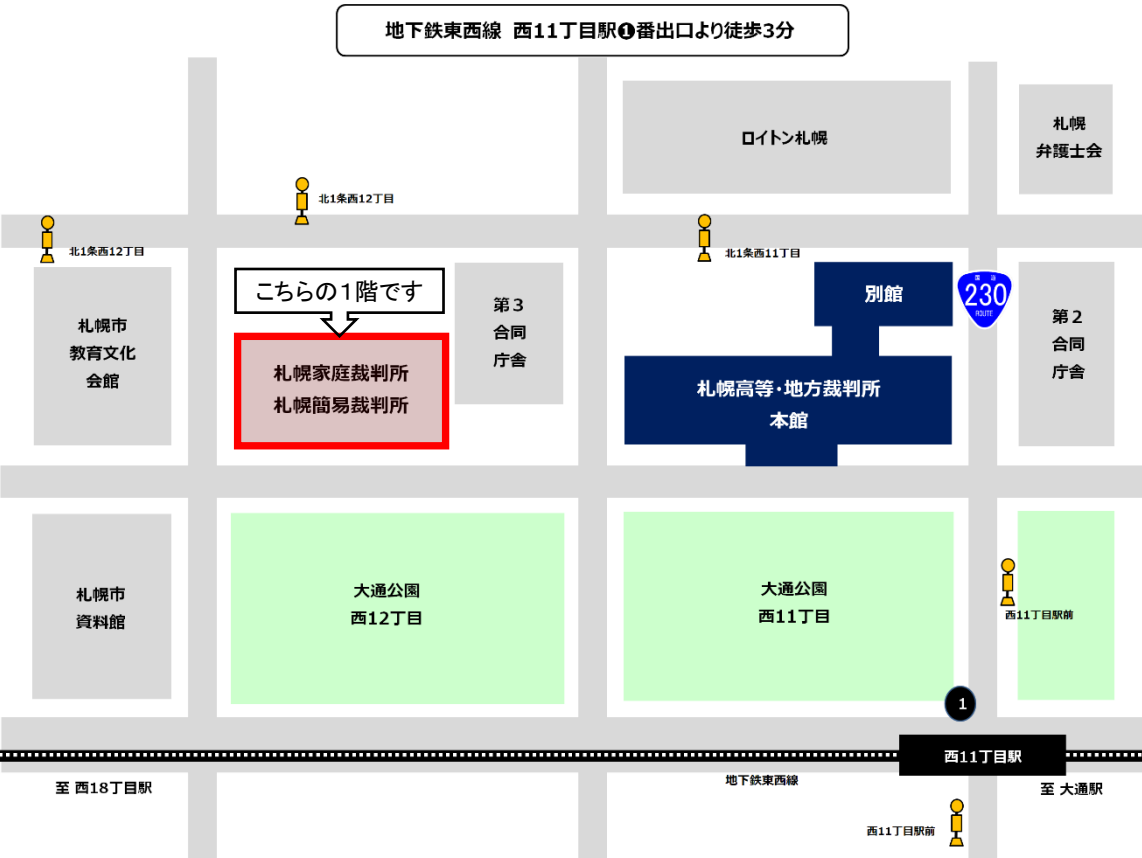 地下鉄東西線 西11丁目駅❶番出口より徒歩3分
ロイトン札幌
札幌
弁護士会
北1条西12丁目
北1条西12丁目
北1条西11丁目
こちらの１階です
別館
国道
230
ROUTE
札幌市
教育文化
会館
札幌家庭裁判所
札幌簡易裁判所
第３
合同
庁舎
札幌高等・地方裁判所
本館
第２
合同
庁舎
札幌市
資料館
大通公園
西12丁目
大通公園
西11丁目
西11丁目駅前
1
西11丁目駅
至 西18丁目駅
地下鉄東西線
至 大通駅
西11丁目駅前